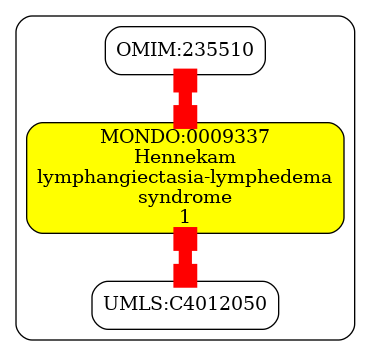 OMIM:235510
MONDO:0009337
Hennekam
lymphangiectasia-lymphedema
syndrome
1
UMLS:C4012050